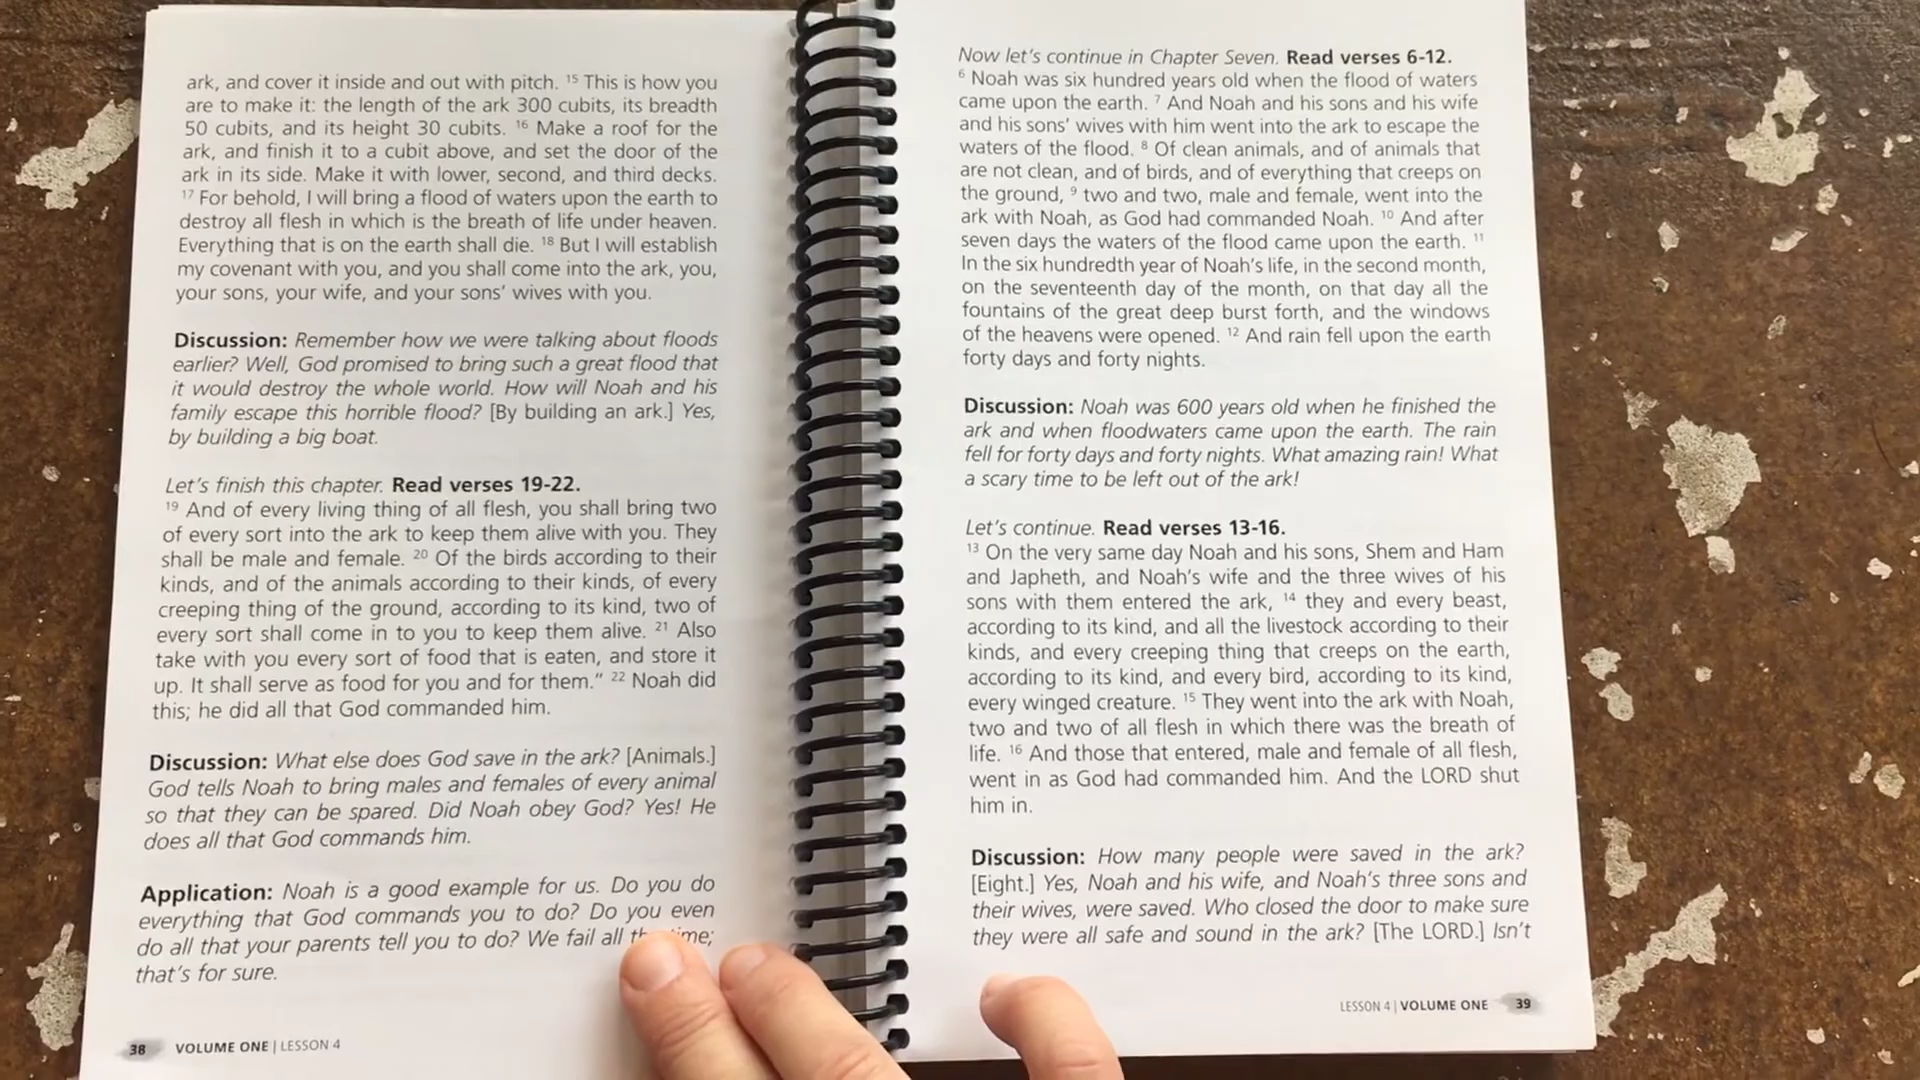 ark, and cover it inside and out with pitch. 15 This is how you
are to make it: the length of the ark 300 cubits, its breadth
50 cubits, and its height 30 cubits. 16 Make a roof for the
ark, and finish it to a cubit above, and set the door of the
ark in its side. Make it with lower, second, and third decks.
17 For behold, I will bring a flood of waters upon the earth to
destroy all flesh in which is the breath of life under heaven.
Everything that is on the earth shall die. 18 But I will establish
my covenant with you, and you shall come into the ark, you,
your sons, your wife, and your sons' wives with you.
Discussion: Remember how we were talking about floods
earlier? Well, God promised to bring such a great flood that
it would destroy the whole world. How will Noah and his
family escape this horrible flood? [By building an ark.] Yes,
by building a big boat.
Let's finish this chapter. Read verses 19-22.
19 And of every living thing of all flesh, you shall bring two
of every sort into the ark to keep them alive with you. They
shall be male and female. 20 Of the birds according to their
kinds, and of the animals according to their kinds, of every
creeping thing of the ground, according to its kind, two of
every sort shall come in to you to keep them alive. 21 Also
take with you every sort of food that is eaten, and store it
up. It shall serve as food for you and for them." 22 Noah did
this; he did all that God commanded him.
Discussion: What else does God save in the ark? [Animals.]
God tells Noah to bring males and females of every animal
so that they can be spared. Did Noah obey God? Yes! He
does all that God commands him.
Application: Noah is a good example for us. Do you do
everything that God commands you to do? Do you even
do all that your parents tell you to do? We fail all
that's for sure.
38 VOLUME ONE | LESSON 4
Now let's continue in Chapter Seven. Read verses 6-12.
6 Noah was six hundred years old when the flood of waters
came upon the earth. 7 And Noah and his sons and his wife
and his sons' wives with him went into the ark to escape the
waters of the flood. 8 Of clean animals, and of animals that
are not clean, and of birds, and of everything that creeps on
the ground, 9 two and two, male and female, went into the
ark with Noah, as God had commanded Noah. 10 And after
seven days the waters of the flood came upon the earth. 11
In the six hundredth year of Noah's life, in the second month,
on the seventeenth day of the month, on that day all the
fountains of the great deep burst forth, and the windows
of the heavens were opened. 12 And rain fell upon the earth
forty days and forty nights.
Discussion: Noah was 600 years old when he finished the
ark and when floodwaters came upon the earth. The rain
fell for forty days and forty nights. What amazing rain! What
a scary time to be left out of the ark!
Let's continue. Read verses 13-16.
13 On the very same day Noah and his sons, Shem and Ham
and Japheth, and Noah's wife and the three wives of his
sons with them entered the ark, 14 they and every beast,
according to its kind, and all the livestock according to their
kinds, and every creeping thing that creeps on the earth,
according to its kind, and every bird, according to its kind,
every winged creature. 15 They went into the ark with Noah,
two and two of all flesh in which there was the breath of
life. 16 And those that entered, male and female of all flesh,
went in as God had commanded him. And the LORD shut
him in.
Discussion: How many people were saved in the ark?
[Eight.] Yes, Noah and his wife, and Noah's three sons and
their wives, were saved. Who closed the door to make sure
they were all safe and sound in the ark? [The LORD.] Isn't
LESSON 4 | VOLUME ONE 39